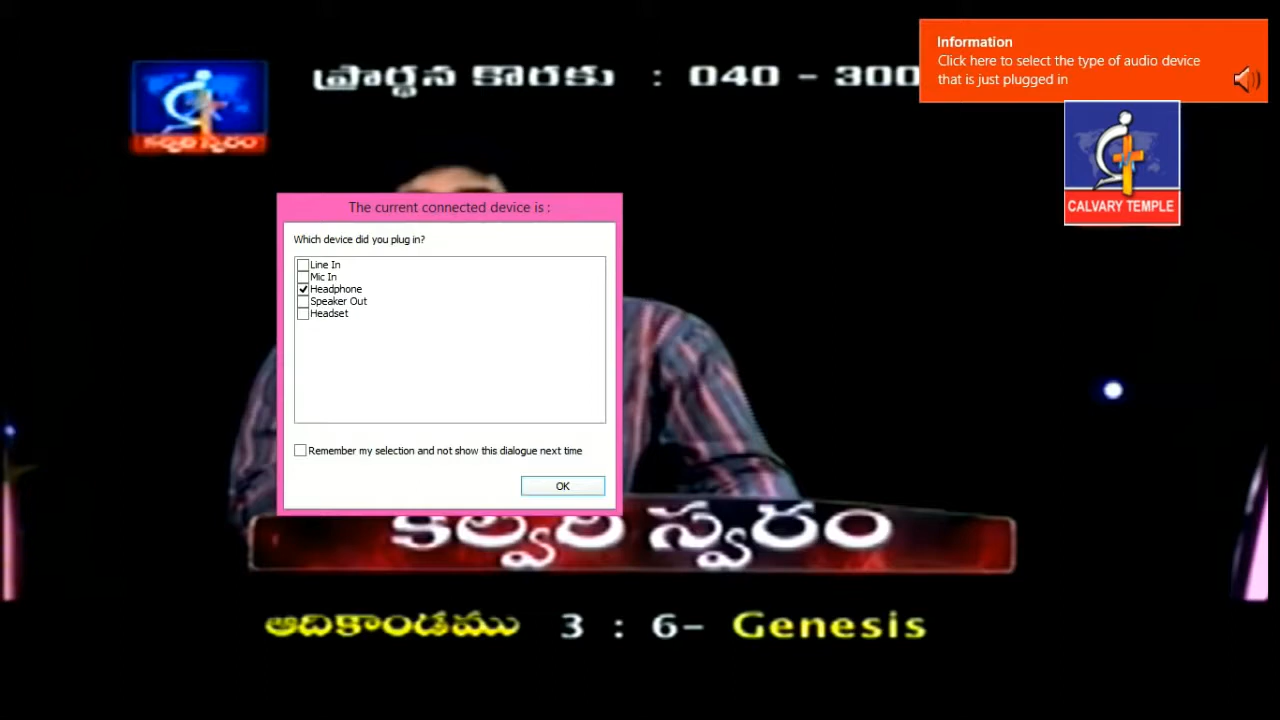 ప్రార్థన కొరకు : 040 - 300
Information
Click here to select the type of audio device
that is just plugged in
కల్వరి స్వరం
CALVARY TEMPLE
The current connected device is :
Which device did you plug in?
Line In
Mic In
Headphone
Speaker Out
Headset
Remember my selection and not show this dialogue next time
OK
కల్వరి స్వరం
ఆదికాండము 3 : 6- Genesis